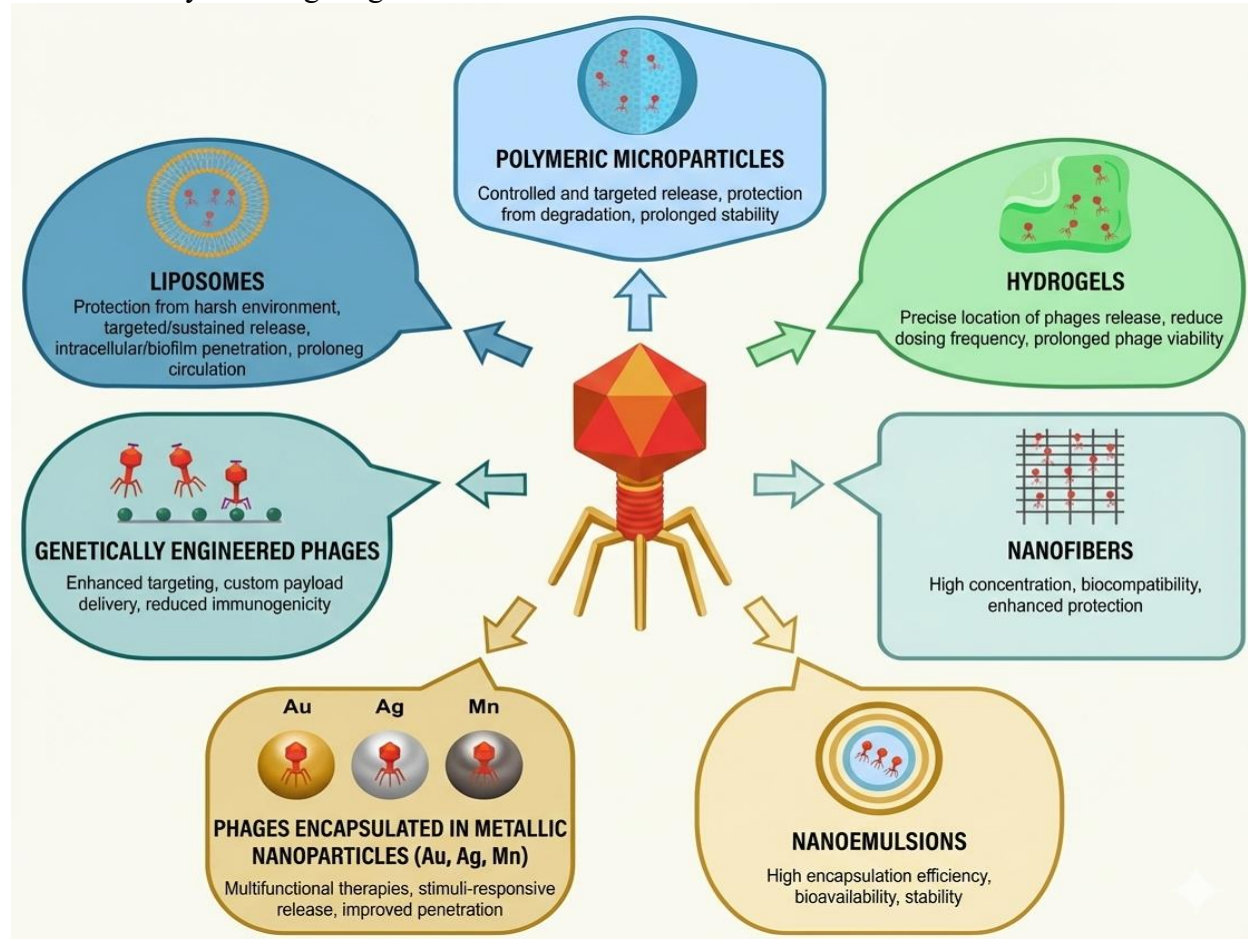 POLYMERIC MICROPARTICLES
Controlled and targeted release, protection
from degradation, prolonged stability
LIPOSOMES
Protection from harsh environment,
targeted/sustained release,
intracellular/biofilm penetration, proloneg
circulation
HYDROGELS
Precise location of phages release, reduce
dosing frequency, prolonged phage viability
GENETICALLY ENGINEERED PHAGES
Enhanced targeting, custom payload
delivery, reduced immunogenicity
NANOFIBERS
High concentration, biocompatibility,
enhanced protection
Au Ag Mn
PHAGES ENCAPSULATED IN METALLIC
NANOPARTICLES (Au, Ag, Mn)
Multifunctional therapies, stimuli-responsive
release, improved penetration
NANOEMULSIONS
High encapsulation efficiency,
bioavailability, stability